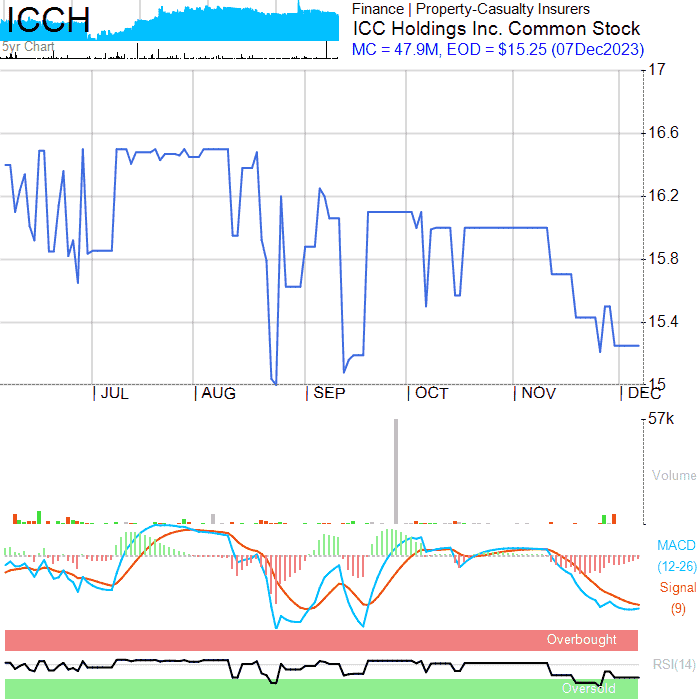 ICCH
Finance | Property-Casualty Insurers
ICC Holdings Inc. Common Stock
5yr Chart
MC = 47.9M, EOD = $15.25 (07Dec2023)
17
16.6
16.2
15.8
15.4
15
JUL AUG SEP OCT NOV DEC
57k
Volume
MACD
(12-26)
Signal
(9)
Overbought
RSI(14)
Oversold